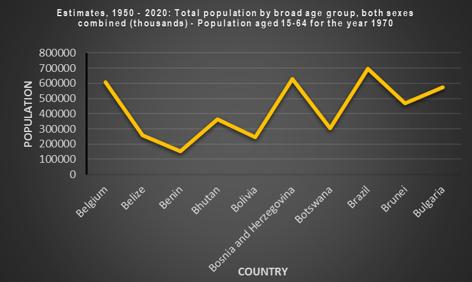 Estimates, 1950 - 2020: Total population by broad age group, both sexes
combined (thousands) - Population aged 15-64 for the year 1970
POPULATION
800000
700000
600000
500000
400000
300000
200000
100000
0
Belgium
Belize
Benin
Bhutan
Bolivia
Bosnia and Herzegovina
Botswana
Brazil
Brunei
Bulgaria
COUNTRY